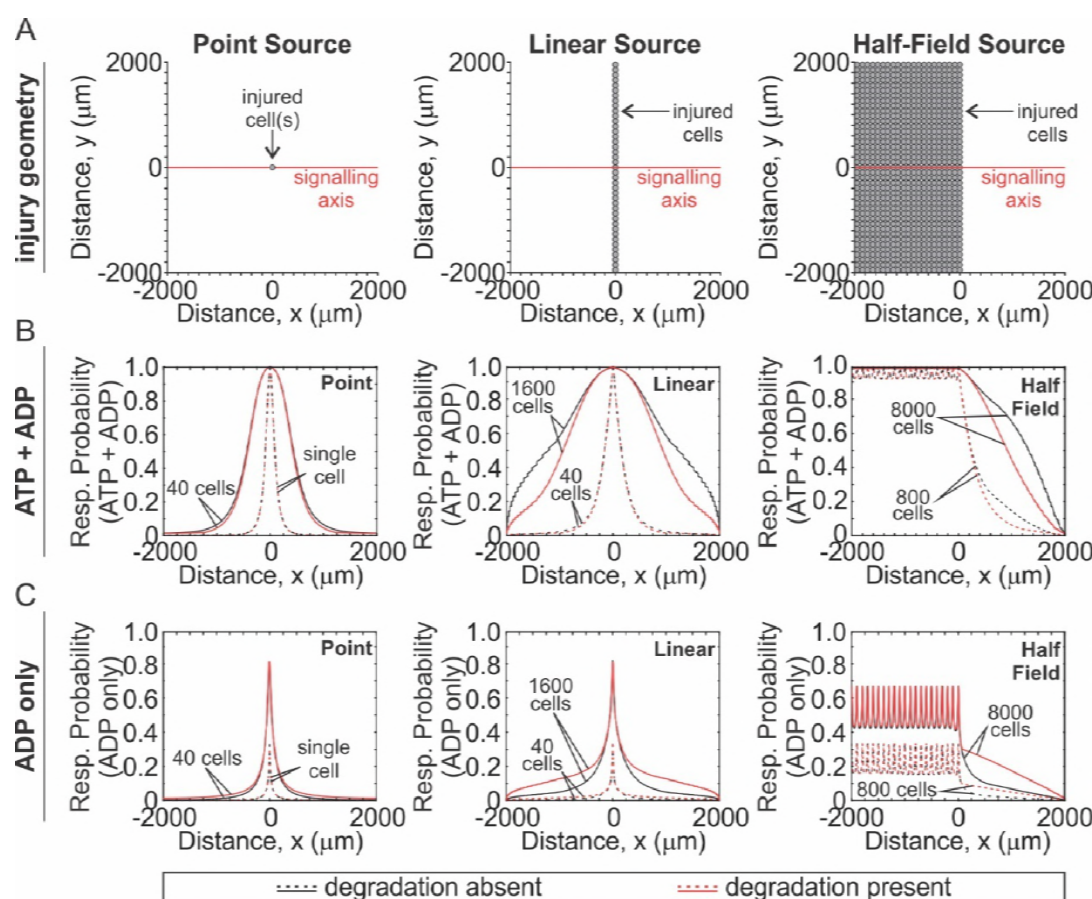 A
Point Source
Linear Source
Half-Field Source
injury geometry
Distance, y (μm)
2000
0
-2000
injured
cell(s)
signalling
axis
-2000
0
2000
Distance, x (μm)
Distance, y (μm)
2000
0
-2000
injured
cells
signalling
axis
-2000
0
2000
Distance, x (μm)
Distance, y (μm)
2000
0
-2000
injured
cells
signalling
axis
-2000
0
2000
Distance, x (μm)
B
ATP + ADP
Resp. Probability
(ATP + ADP)
1.0
0.8
0.6
0.4
0.2
0
Point
40 cells
single
cell
-2000 -1000 0 1000 2000
Distance, x (μm)
Resp. Probability
(ATP + ADP)
1.0
0.8
0.6
0.4
0.2
0
Linear
1600
cells
40
cells
-2000 -1000 0 1000 2000
Distance, x (μm)
Resp. Probability
(ATP + ADP)
1.0
0.8
0.6
0.4
0.2
0
Half
Field
8000
cells
800
cells
-2000 -1000 0 1000 2000
Distance, x (μm)
C
ADP only
Resp. Probability
(ADP only)
1.0
0.8
0.6
0.4
0.2
0
Point
40 cells
single
cell
-2000
0
2000
Distance, x (μm)
Resp. Probability
(ADP only)
1.0
0.8
0.6
0.4
0.2
0
Linear
1600
cells
40
cells
-2000
0
2000
Distance, x (μm)
Resp. Probability
(ADP only)
1.0
0.8
0.6
0.4
0.2
0
Half
Field
8000
cells
800 cells
-2000
0
2000
Distance, x (μm)
degradation absent
degradation present